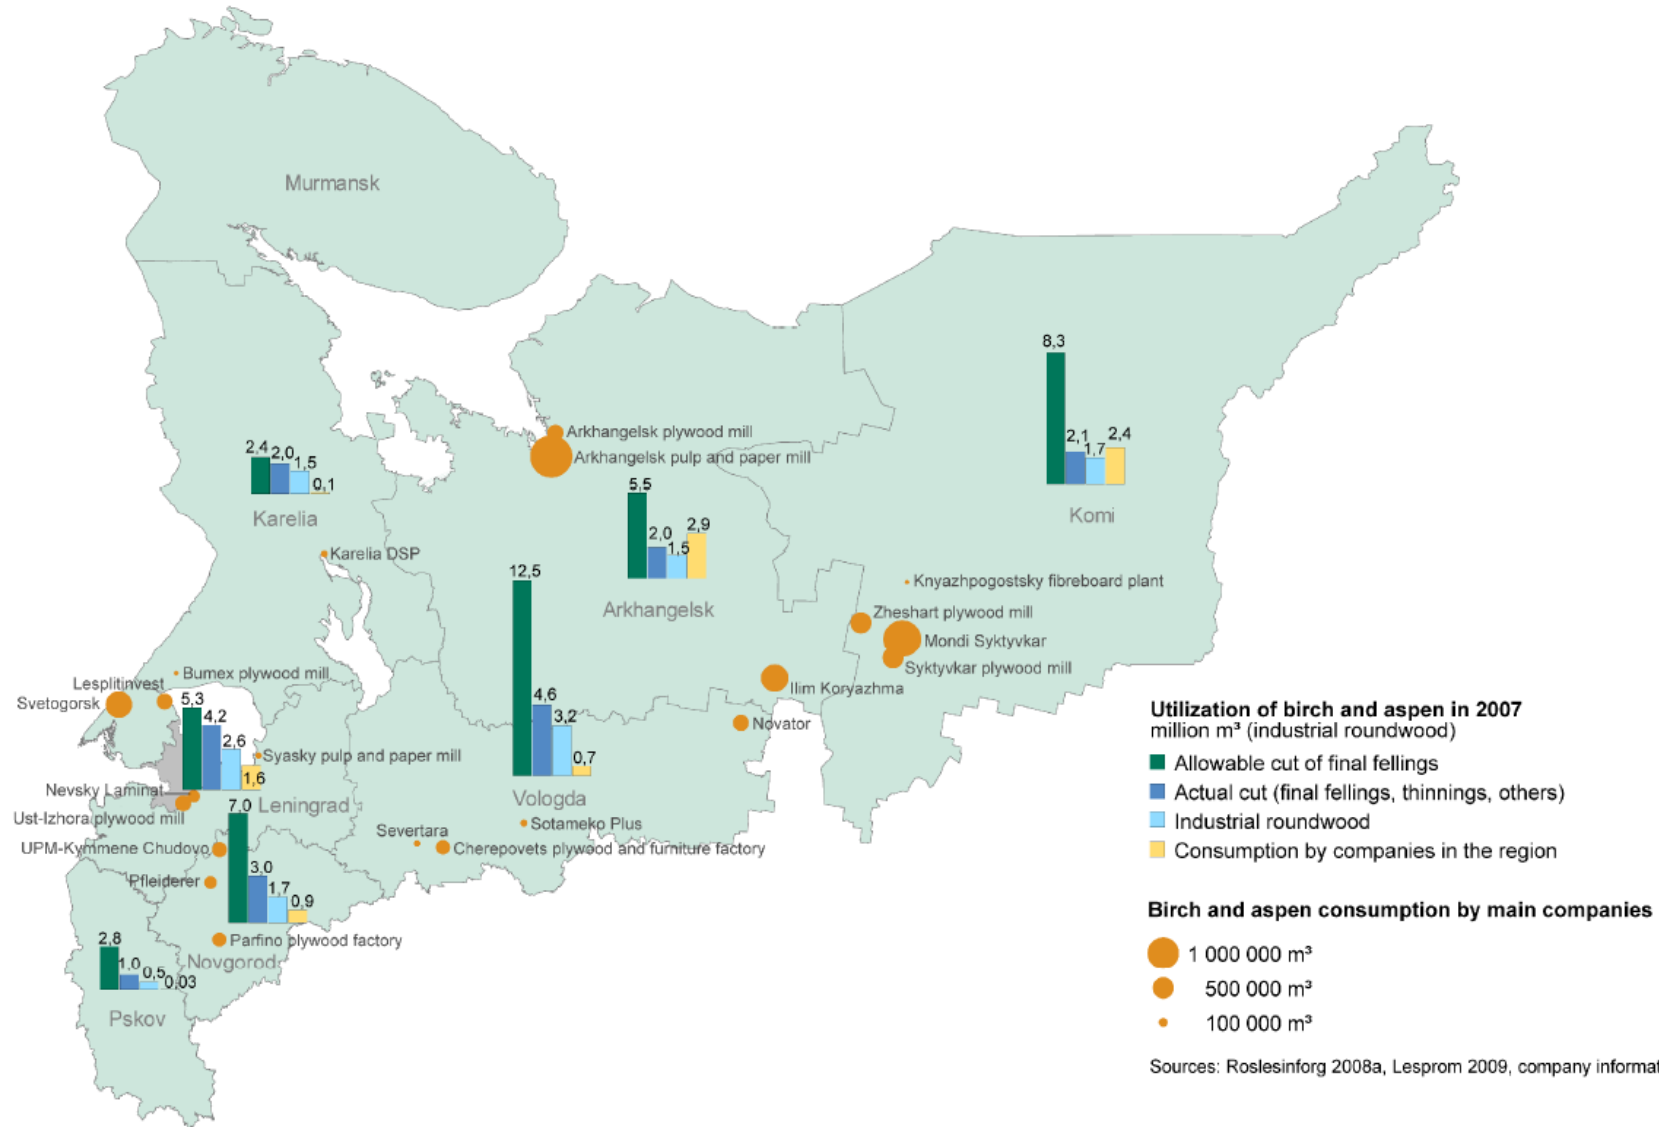 Murmansk
8,3
2,1
1,7
2,4
Komi
Arkhangelsk plywood mill
Arkhangelsk pulp and paper mill
2,4
2,0
1,5
0,1
Karelia
5,5
2,0
1,5
2,9
Arkhangelsk
Karelia DSP
12,5
4,6
3,2
0,7
Vologda
Knyazhpogostsky fibreboard plant
Zheshart plywood mill
Mondi Syktyvkar
Syktyvkar plywood mill
Ilim Koryazhma
Novator
Bumex plywood mill
Lesplitinvest
Svetogorsk
5,3
4,2
2,6
1,6
Syasky pulp and paper mill
Nevsky Laminat
Leningrad
Ust-Izhora plywood mill
7,0
3,0
1,7
0,9
Sotameko Plus
Severtara
Cherepovets plywood and furniture factory
UPM-Kymmene Chudovo
Pfleiderer
Parfino plywood factory
Novgorod
2,8
1,0
0,5
0,03
Pskov
Utilization of birch and aspen in 2007
million m³ (industrial roundwood)
Allowable cut of final fellings
Actual cut (final fellings, thinnings, others)
Industrial roundwood
Consumption by companies in the region
Birch and aspen consumption by main companies
1 000 000 m³
500 000 m³
100 000 m³
Sources: Roslesinforg 2008a, Lesprom 2009, company informat